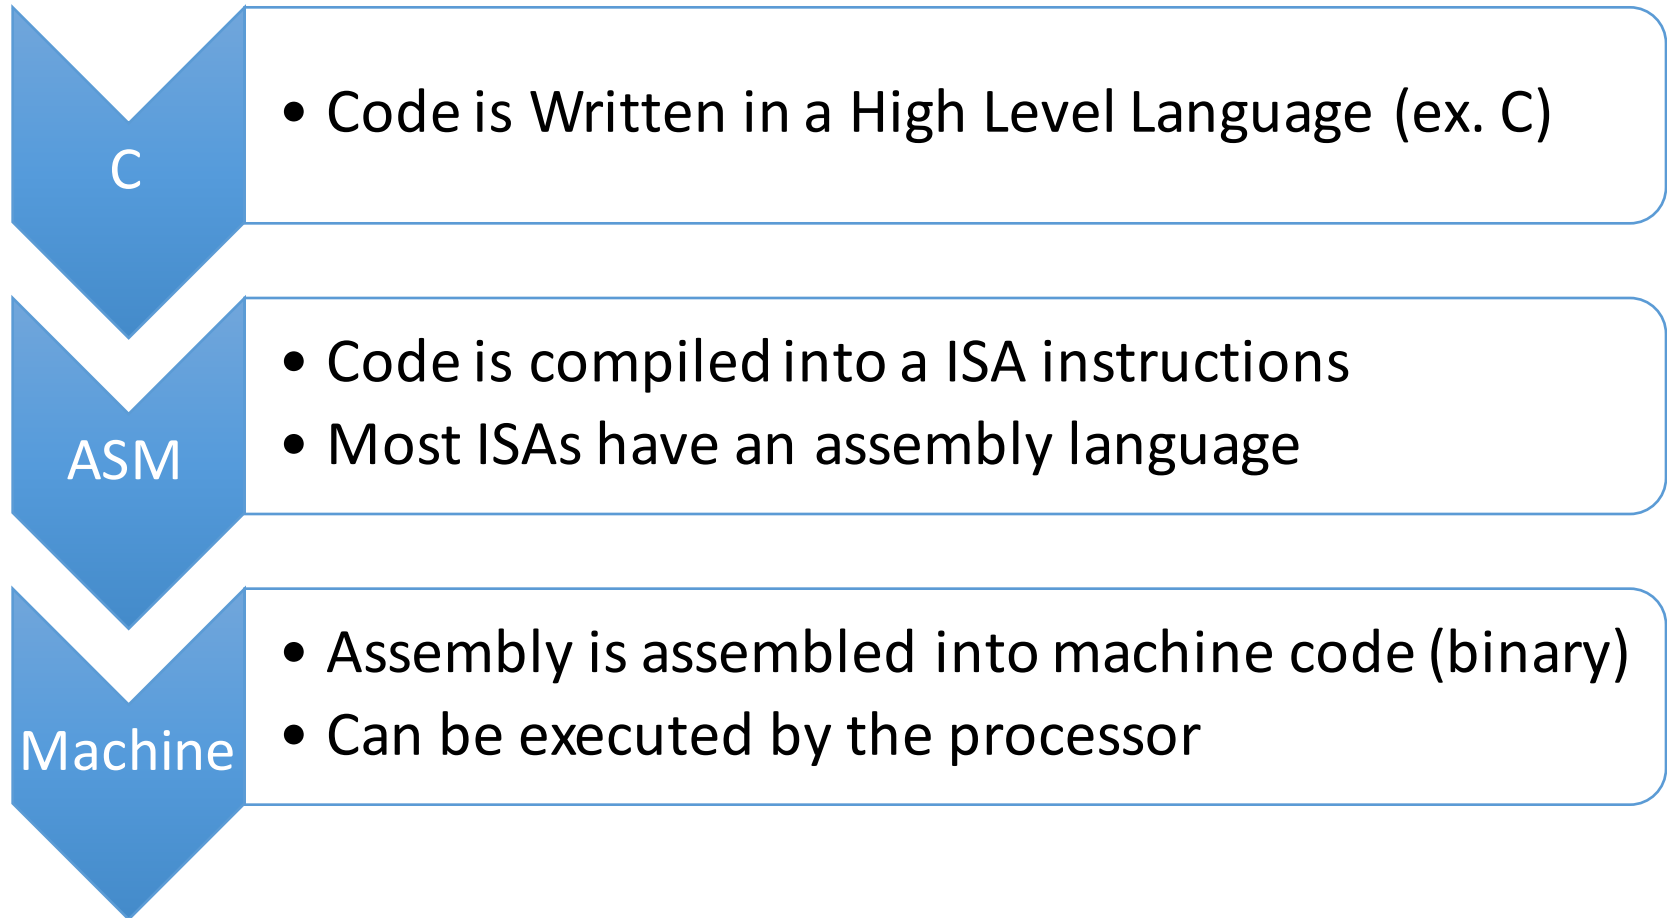 C
• Code is Written in a High Level Language (ex. C)
ASM
• Code is compiled into a ISA instructions
• Most ISAs have an assembly language
Machine
• Assembly is assembled into machine code (binary)
• Can be executed by the processor